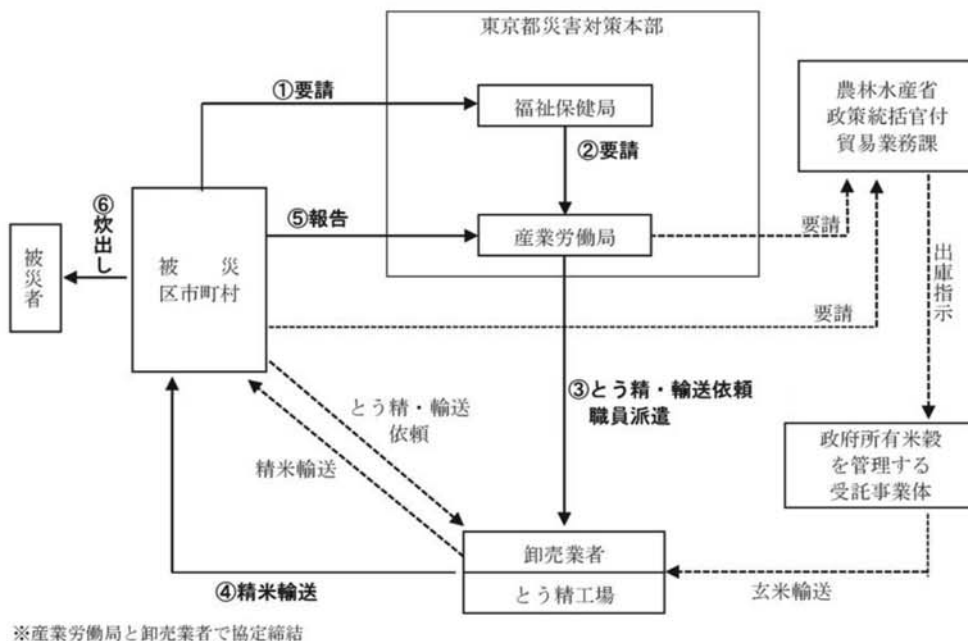 東京都災害対策本部
①要請
福祉保健局
②要請
農林水産省
政策統括官付
貿易業務課
⑥炊出し
被災者
被　災
区市町村
⑤報告
産業労働局
要請
要請
出庫指示
とう精・輸送
依頼
精米輸送
③とう精・輸送依頼
職員派遣
政府所有米穀
を管理する
受託事業体
④精米輸送
卸売業者
とう精工場
玄米輸送
※産業労働局と卸売業者で協定締結